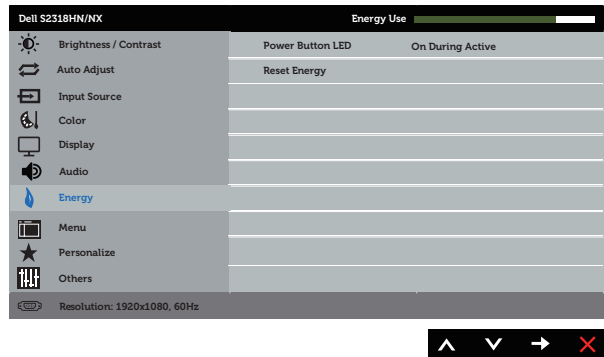 Dell S2318HN/NX Energy Use
Brightness / Contrast Power Button LED On During Active
Auto Adjust Reset Energy
Input Source
Color
Display
Audio
Energy
Menu
Personalize
Others
Resolution: 1920x1080, 60Hz